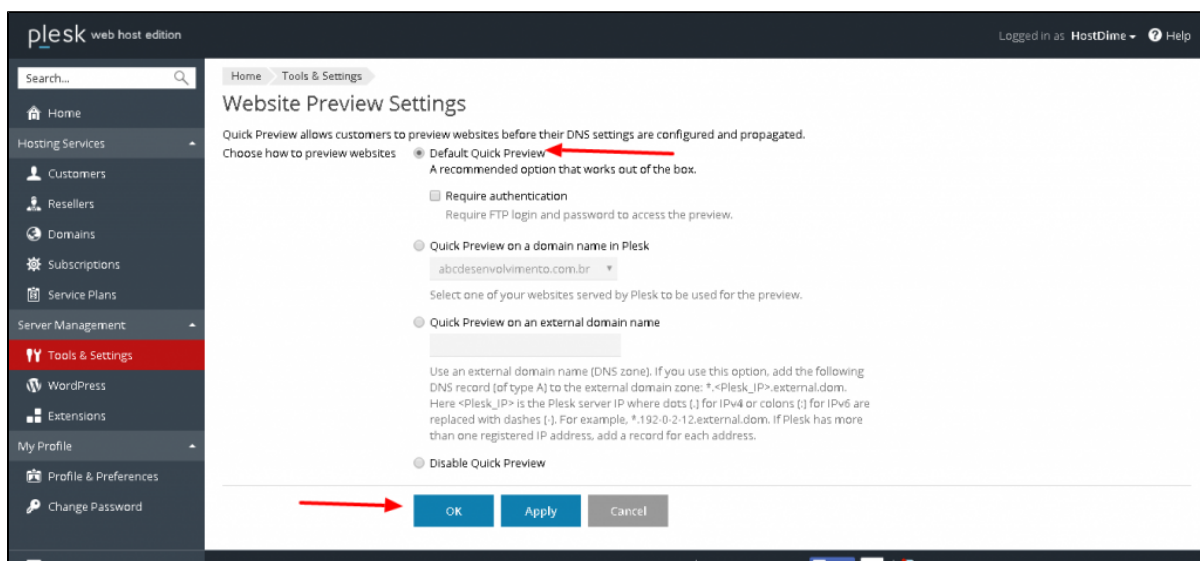 plesk web host edition
Logged in as HostDime
Help
Search...
Home
Hosting Services
Customers
Resellers
Domains
Subscriptions
Service Plans
Server Management
Tools & Settings
WordPress
Extensions
My Profile
Profile & Preferences
Change Password
Home Tools & Settings
Website Preview Settings
Quick Preview allows customers to preview websites before their DNS settings are configured and propagated.
Choose how to preview websites
Default Quick Preview
A recommended option that works out of the box.
Require authentication
Require FTP login and password to access the preview.
Quick Preview on a domain name in Plesk
abcdesenvolvimento.com.br
Select one of your websites served by Plesk to be used for the preview.
Quick Preview on an external domain name
Use an external domain name (DNS zone). If you use this option, add the following
DNS record (of type A) to the external domain zone: *.<Plesk_IP>.external.dom.
Here <Plesk_IP> is the Plesk server IP where dots (.) for IPv4 or colons (:) for IPv6 are
replaced with dashes (-). For example, *.192-0-2-12.external.dom. If Plesk has more
than one registered IP address, add a record for each address.
Disable Quick Preview
OK Apply Cancel